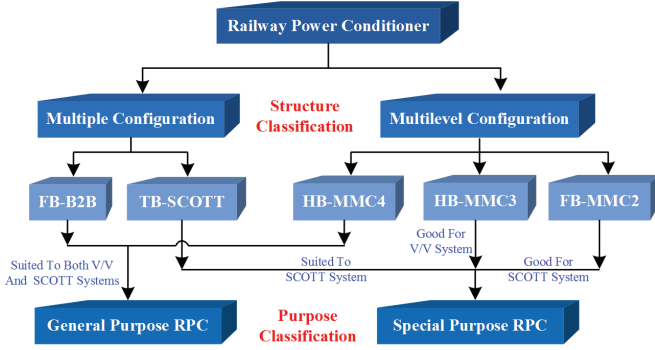 Railway Power Conditioner
Structure
Classification
Multiple Configuration
Multilevel Configuration
FB-B2B
TB-SCOTT
HB-MMC4
HB-MMC3
FB-MMC2
Good For
V/V System
Suited To Both V/V
And SCOTT Systems
Suited To
SCOTT System
Good For
SCOTT System
Purpose
Classification
General Purpose RPC
Special Purpose RPC